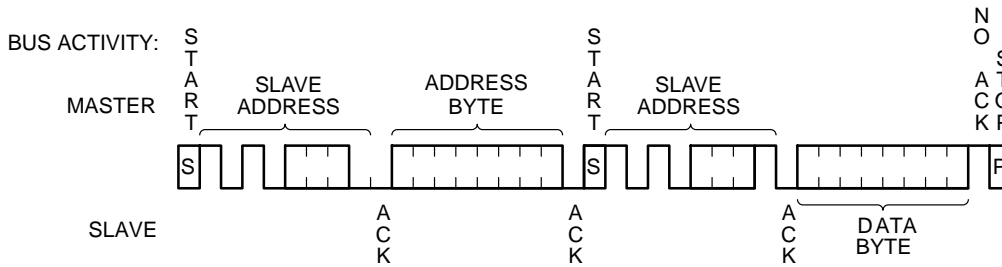 BUS ACTIVITY:
MASTER
START
SLAVE
ADDRESS
ADDRESS
BYTE
START
SLAVE
ADDRESS
NO ACK
STOP
S
S
P
SLAVE
ACK
ACK
ACK
DATA
BYTE